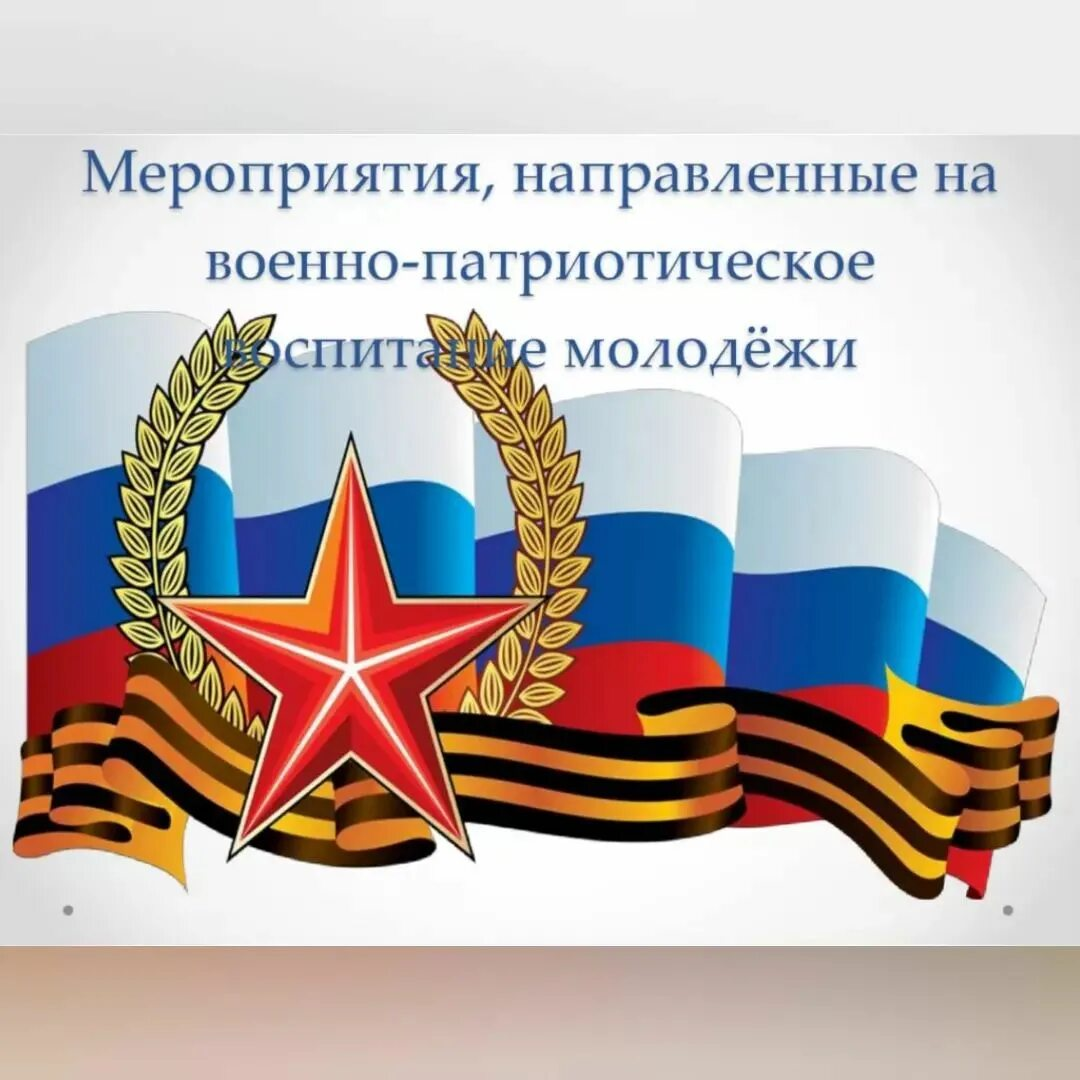 Мероприятия, направленные на
военно-патриотическое
воспитание молодёжи